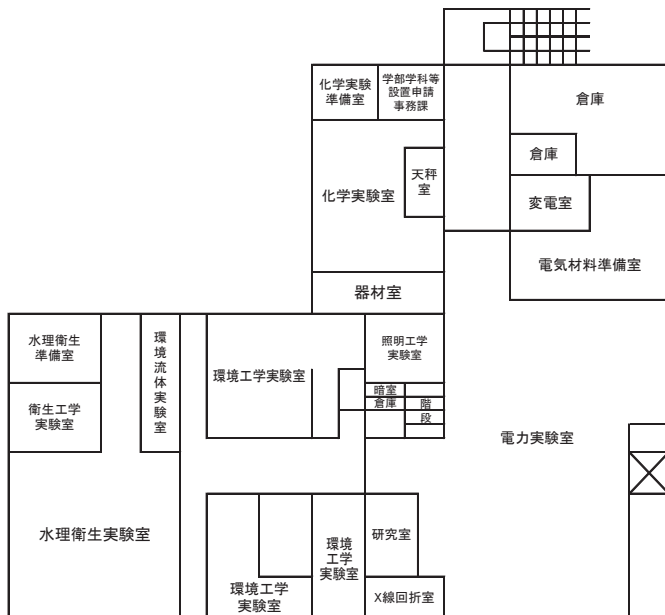 化学実験
準備室
学部学科等
設置申請
事務課
倉庫
倉庫
天秤
室
化学実験室
変電室
電気材料準備室
器材室
水理衛生
準備室
環境流体実験室
環境工学実験室
照明工学
実験室
暗室
倉庫
階
段
衛生工学
実験室
電力実験室
水理衛生実験室
環境
工学
実験室
研究室
環境工学
実験室
X線回折室